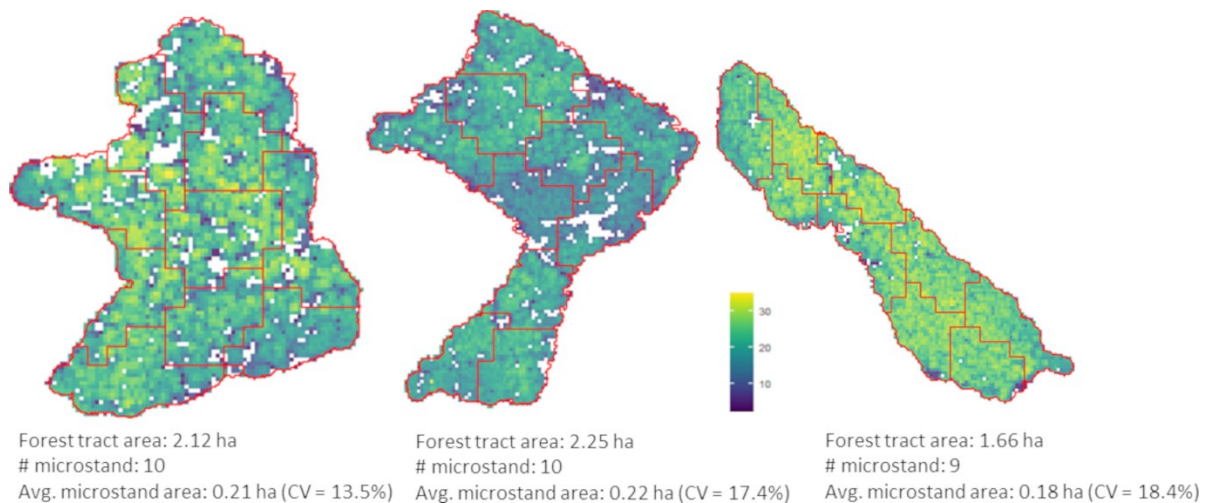 30
20
10
Forest tract area: 2.12 ha
# microstand: 10
Avg. microstand area: 0.21 ha (CV = 13.5%)
Forest tract area: 2.25 ha
# microstand: 10
Avg. microstand area: 0.22 ha (CV = 17.4%)
Forest tract area: 1.66 ha
# microstand: 9
Avg. microstand area: 0.18 ha (CV = 18.4%)